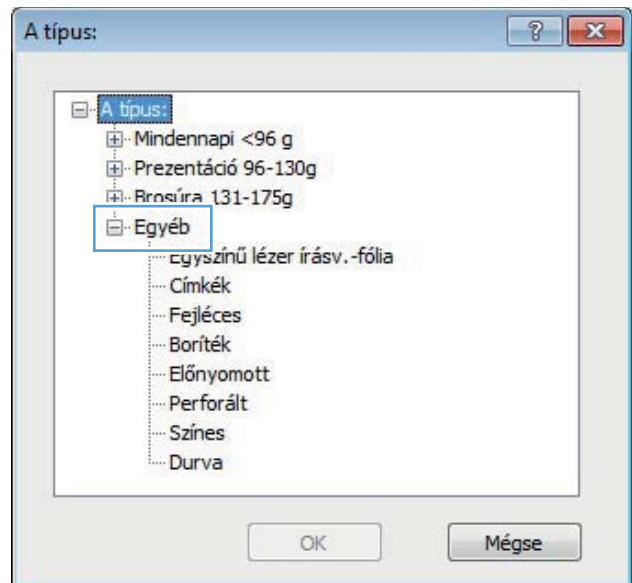 A típus:
A típus:
Mindennapi <96 g
Prezentáció 96-130g
Brosúra 131-175g
Egyéb
Egyszínű lézer írásv.-fólia
Címkék
Fejléces
Boríték
Előnyomott
Perforált
Színes
Durva
OK Mégse